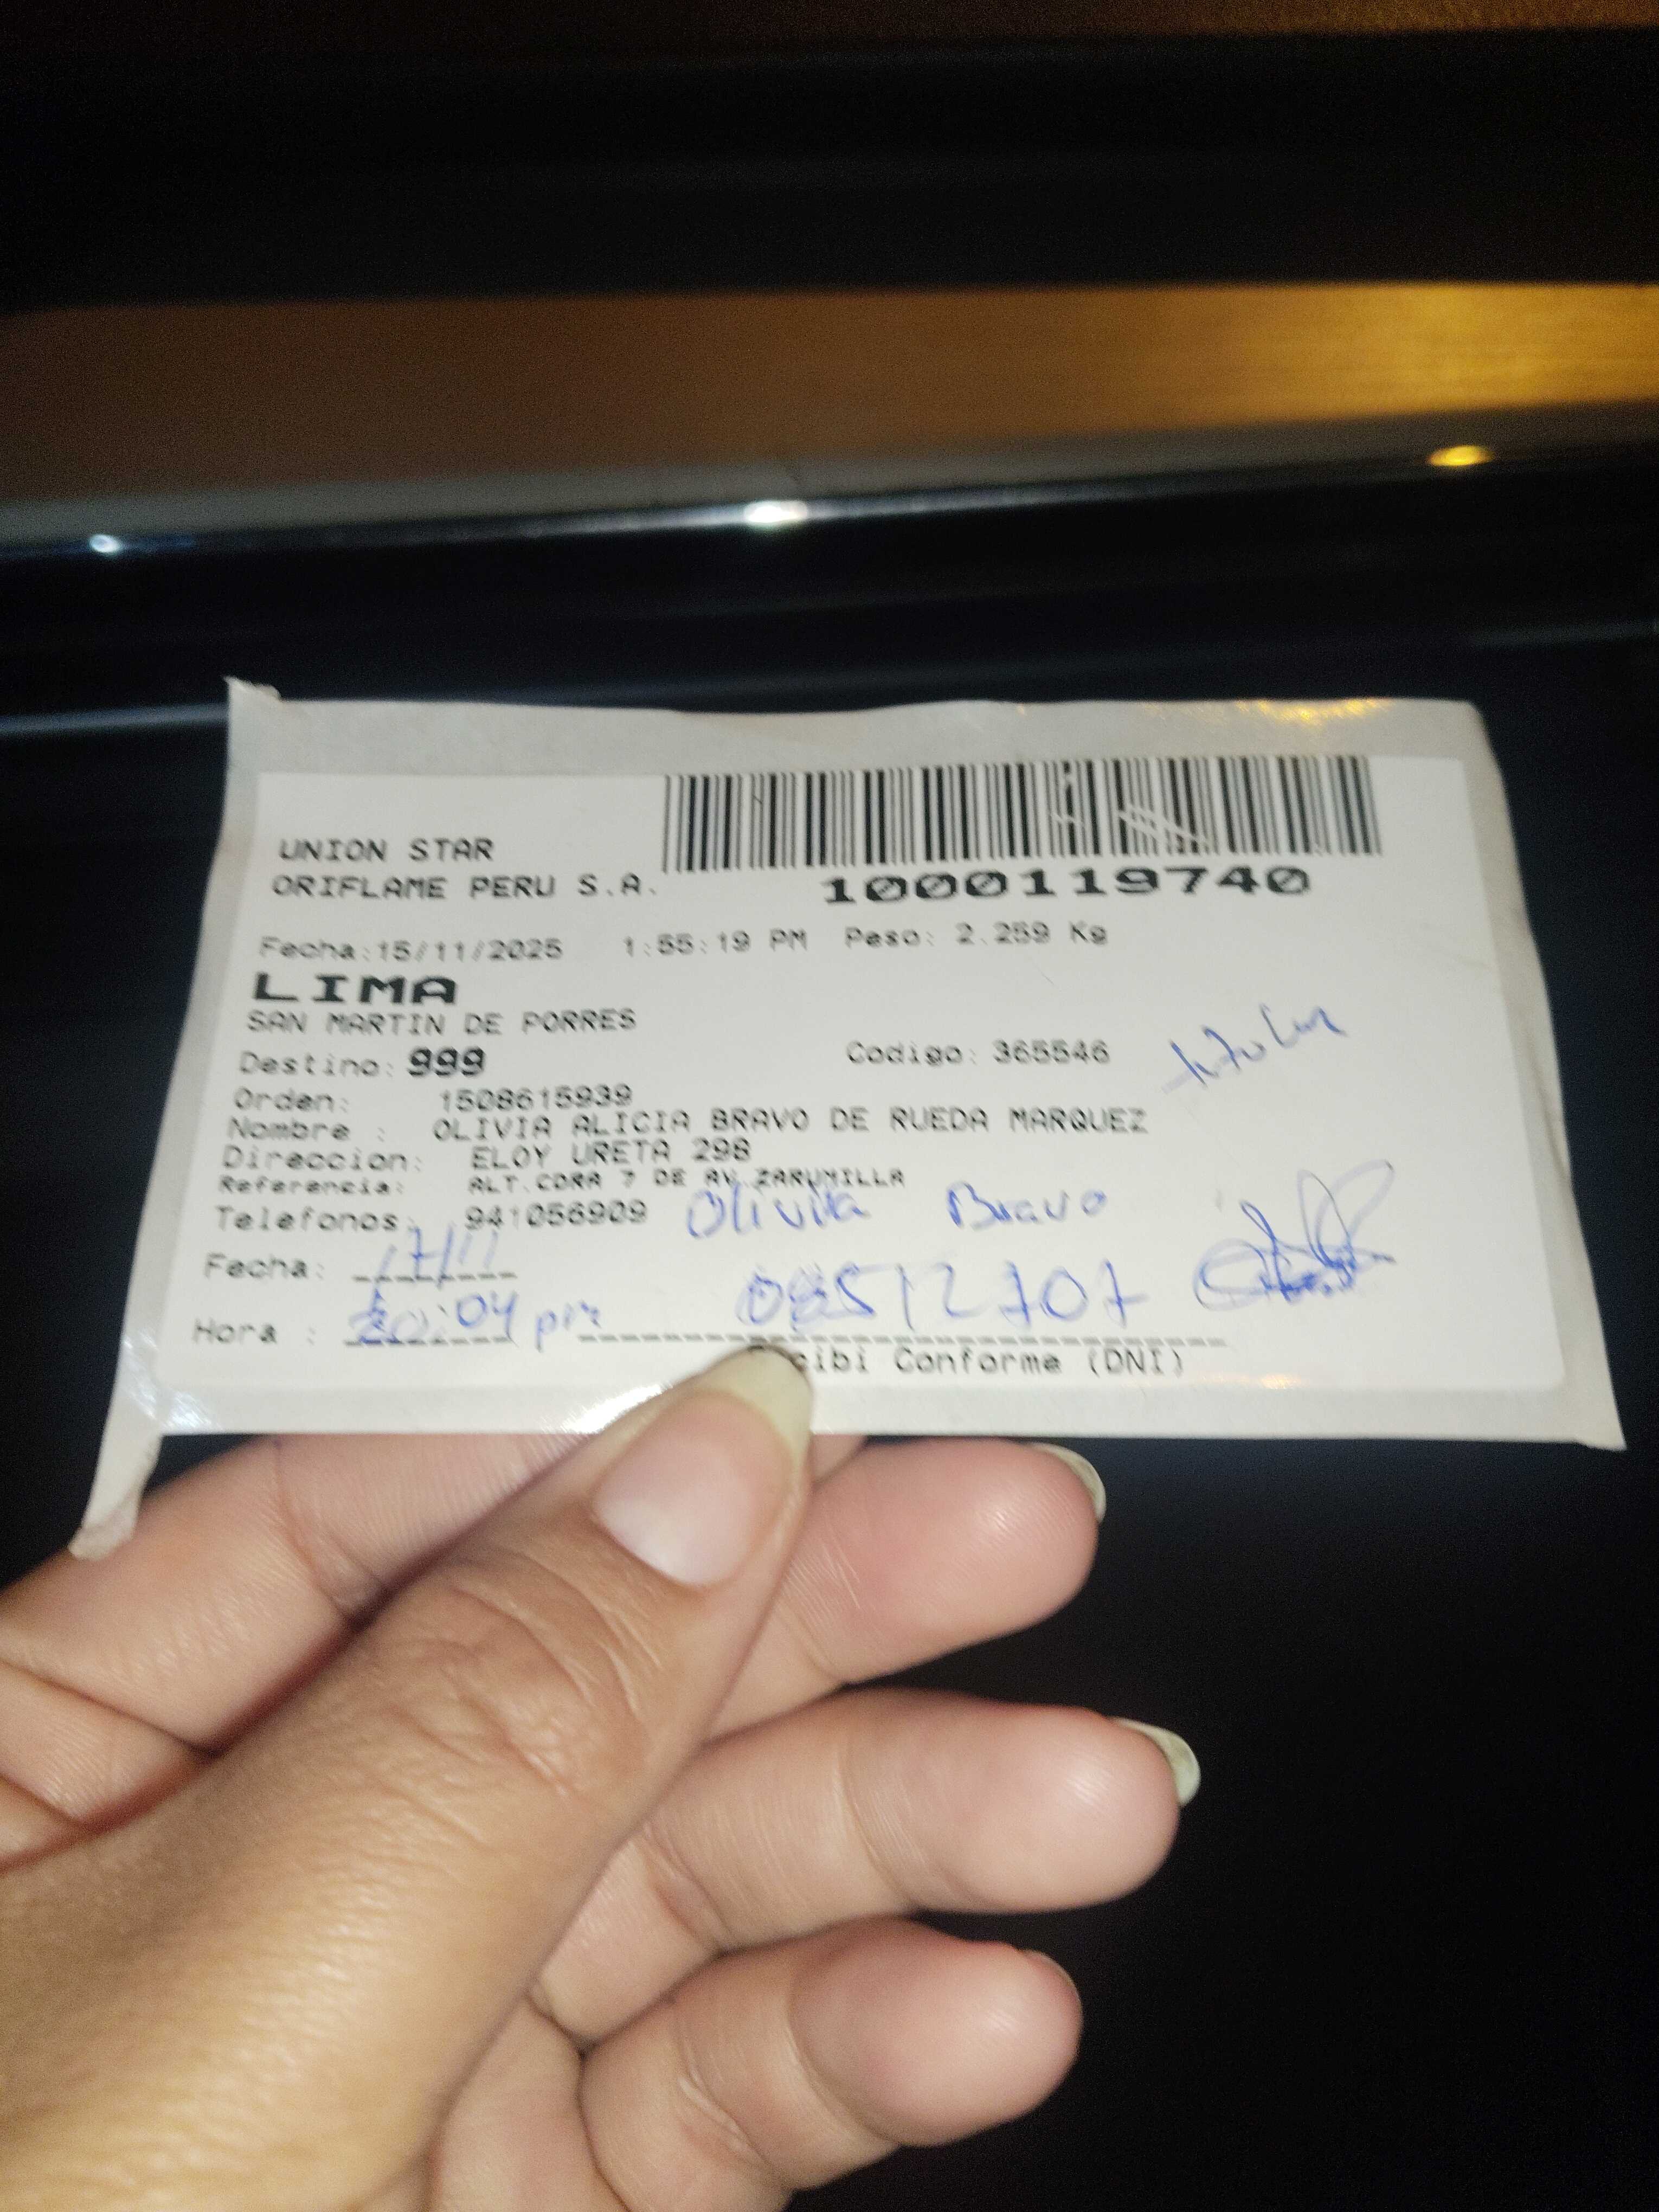 UNION STAR
ORIFLAME PERU S.A.
1000119740
Fecha:15/11/2025 1:55:19 PM Peso: 2.259 Kg
LIMA
SAN MARTIN DE PORRES
Destino: 999 Codigo: 365546
titular
Orden: 1508615939
Nombre : OLIVIA ALICIA BRAVO DE RUEDA MARQUEZ
Direccion: ELOY URETA 298
Referencia: ALT.CDRA 7 DE AV.ZARUMILLA
Telefonos: 941056909 Olivia Bravo
Fecha: 17/11
Hora : 20:04 pm
Conforme (DNI)